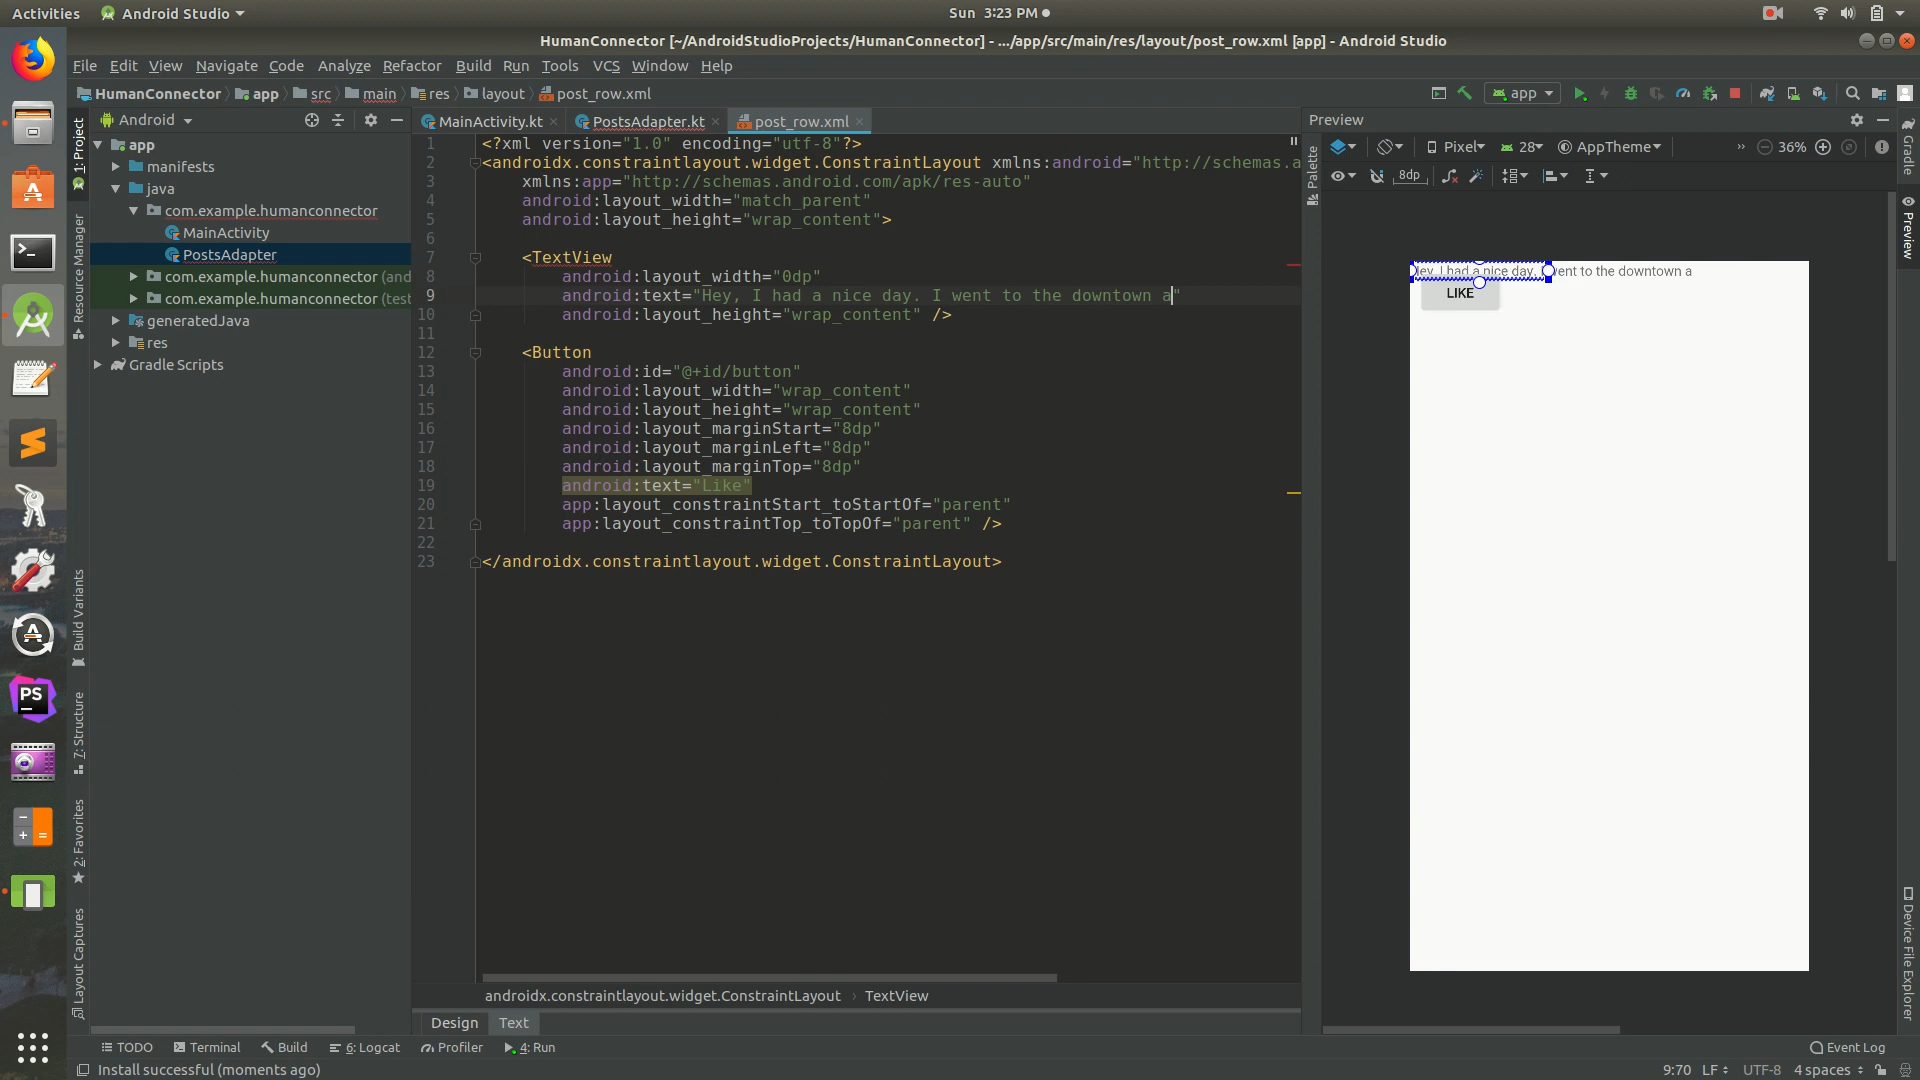 Activities Android Studio Sun 3:23 PM
HumanConnector [~/AndroidStudioProjects/HumanConnector] - .../app/src/main/res/layout/post_row.xml [app] - Android Studio
File Edit View Navigate Code Analyze Refactor Build Run Tools VCS Window Help
HumanConnector app src main res layout post_row.xml app
Android MainActivity.kt PostsAdapter.kt post_row.xml Preview
1: Project
Resource Manager
Build Variants
7: Structure
2: Favorites
Layout Captures
app
manifests
java
com.example.humanconnector
MainActivity
PostsAdapter
com.example.humanconnector (and
com.example.humanconnector (test
generatedJava
res
Gradle Scripts
1 <?xml version="1.0" encoding="utf-8"?>
2 <androidx.constraintlayout.widget.ConstraintLayout xmlns:android="http://schemas.a
3 xmlns:app="http://schemas.android.com/apk/res-auto"
4 android:layout_width="match_parent"
5 android:layout_height="wrap_content">
6
7 <TextView
8 android:layout_width="0dp"
9 android:text="Hey, I had a nice day. I went to the downtown a"
10 android:layout_height="wrap_content" />
11
12 <Button
13 android:id="@+id/button"
14 android:layout_width="wrap_content"
15 android:layout_height="wrap_content"
16 android:layout_marginStart="8dp"
17 android:layout_marginLeft="8dp"
18 android:layout_marginTop="8dp"
19 android:text="Like"
20 app:layout_constraintStart_toStartOf="parent"
21 app:layout_constraintTop_toTopOf="parent" />
22
23 </androidx.constraintlayout.widget.ConstraintLayout>
androidx.constraintlayout.widget.ConstraintLayout › TextView
Design Text
Palette
Pixel 28 AppTheme » 36%
8dp
I had a nice day. went to the downtown a
LIKE
Gradle
Preview
Device File Explorer
PS
TODO Terminal Build 6: Logcat Profiler 4: Run Event Log
Install successful (moments ago) 9:70 LF UTF-8 4 spaces